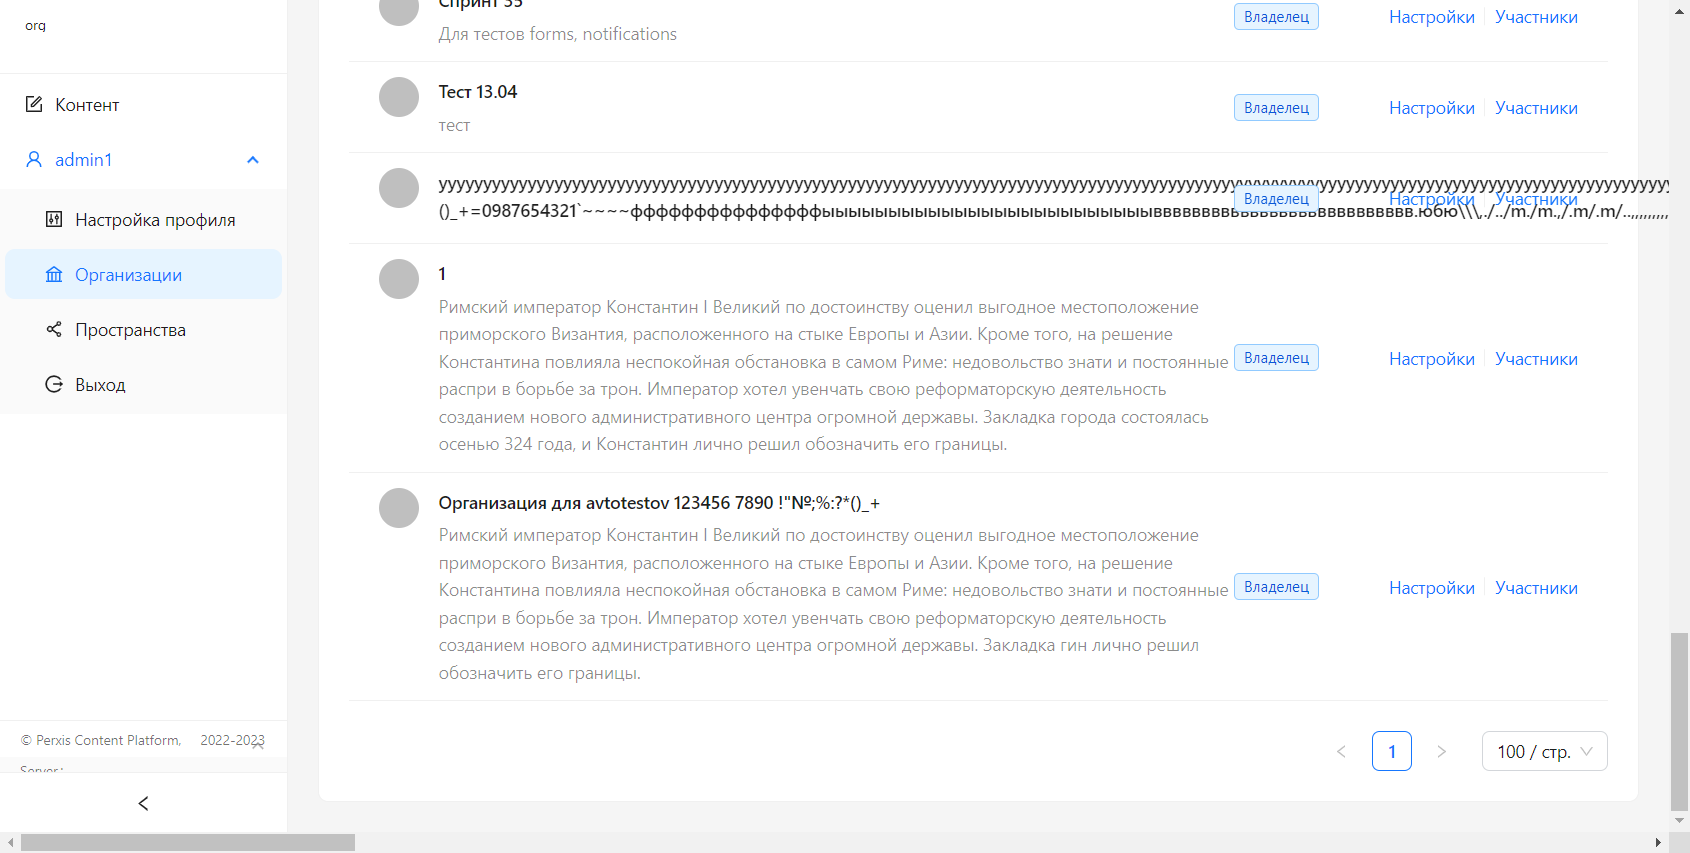 org
Контент
admin1
Настройка профиля
Организации
Пространства
Выход
© Perxis Content Platform, 2022-2023
Server:
Спринт 35
Для тестов forms, notifications
Владелец
Настройки
Участники
Тест 13.04
тест
Владелец
Настройки
Участники
Владелец
Настройки
Участники
1
Римский император Константин I Великий по достоинству оценил выгодное местоположение
приморского Византия, расположенного на стыке Европы и Азии. Кроме того, на решение
Константина повлияла неспокойная обстановка в самом Риме: недовольство знати и постоянные
распри в борьбе за трон. Император хотел увенчать свою реформаторскую деятельность
созданием нового административного центра огромной державы. Закладка города состоялась
осенью 324 года, и Константин лично решил обозначить его границы.
Владелец
Настройки
Участники
Организация для avtotestov 123456 7890 !"№;%:?*()_+
Римский император Константин I Великий по достоинству оценил выгодное местоположение
приморского Византия, расположенного на стыке Европы и Азии. Кроме того, на решение
Константина повлияла неспокойная обстановка в самом Риме: недовольство знати и постоянные
распри в борьбе за трон. Император хотел увенчать свою реформаторскую деятельность
созданием нового административного центра огромной державы. Закладка гин лично решил
обозначить его границы.
Владелец
Настройки
Участники
1
100 / стр.